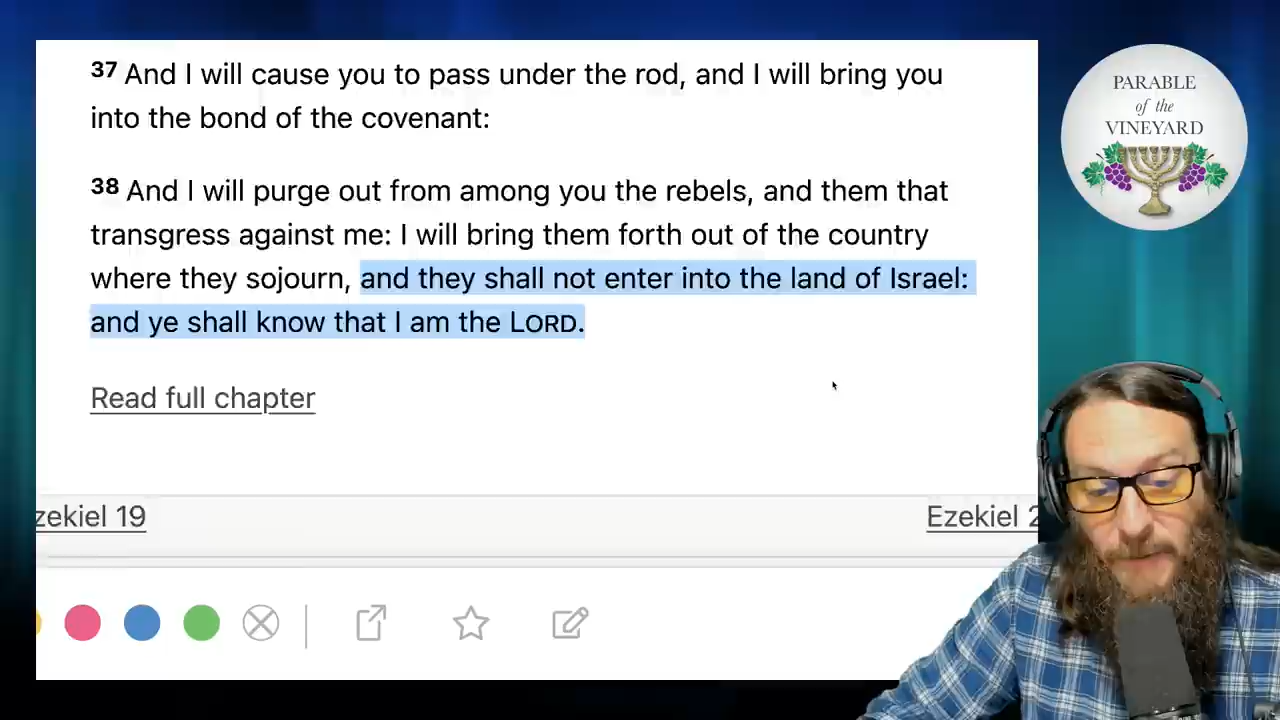 37 And I will cause you to pass under the rod, and I will bring you
into the bond of the covenant:
38 And I will purge out from among you the rebels, and them that
transgress against me: I will bring them forth out of the country
where they sojourn, and they shall not enter into the land of Israel:
and ye shall know that I am the LORD.
Read full chapter
zekiel 19
Ezekiel 2
PARABLE
of the
VINEYARD